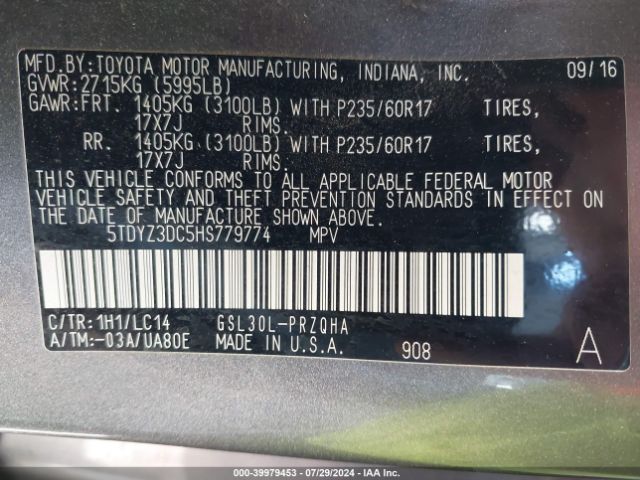 MFD.BY:TOYOTA MOTOR MANUFACTURING, INDIANA, INC. 09/16
GVWR:2715KG (5995LB)
GAWR:FRT. 1405KG (3100LB) WITH P235/60R17 TIRES,
17X7J RIMS.
RR. 1405KG (3100LB) WITH P235/60R17 TIRES,
17X7J RIMS.
THIS VEHICLE CONFORMS TO ALL APPLICABLE FEDERAL MOTOR
VEHICLE SAFETY AND THEFT PREVENTION STANDARDS IN EFFECT ON
THE DATE OF MANUFACTURE SHOWN ABOVE.
5TDYZ3DC5HS779774 MPV
C/TR:1H1/LC14 GSL30L-PRZQHA
A/TM:-03A/UA80E MADE IN U.S.A. 908 A
000-39979453 | 07/29/2024 - IAA Inc.